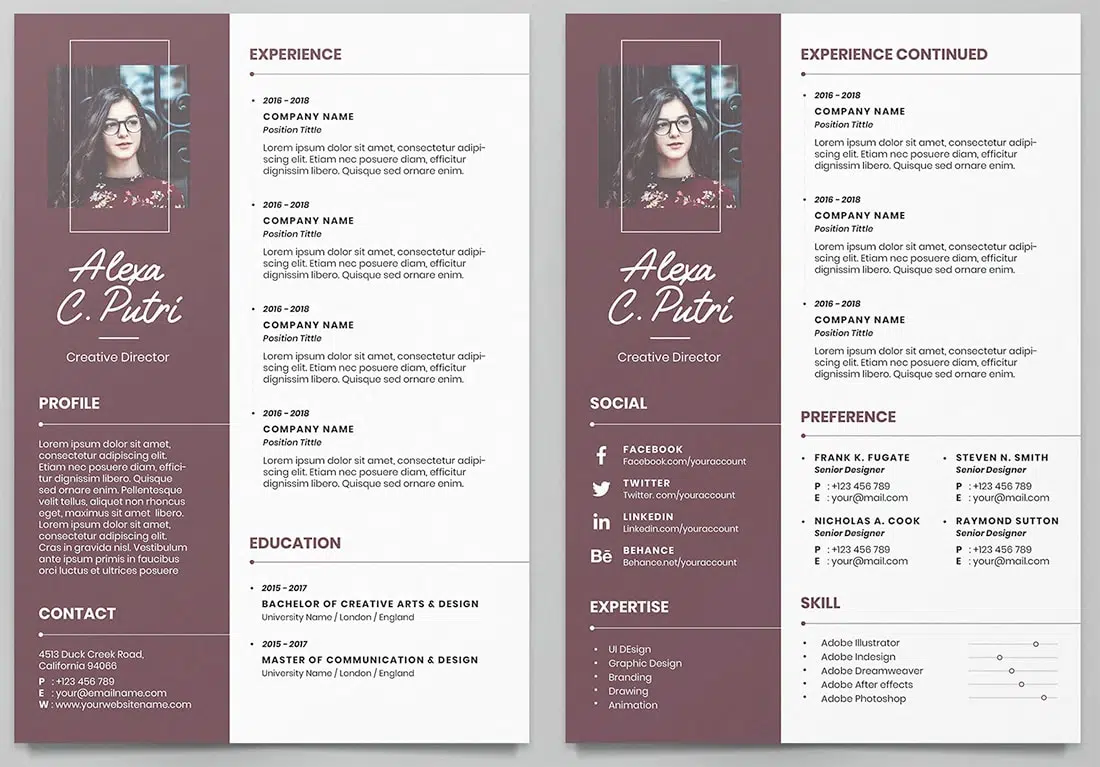 Alexa
C. Putri
Creative Director
PROFILE
Lorem ipsum dolor sit amet,
consectetur adipiscing elit.
Etiam nec posuere diam, effici-
tur dignissim libero. Quisque
sed ornare enim. Pellentesque
velit tellus, aliquet non rhoncus
eget, maximus sit amet libero.
Lorem ipsum dolor sit amet,
consectetur adipiscing elit.
Cras in gravida nisl. Vestibulum
ante ipsum primis in faucibus
orci luctus et ultrices posuere
CONTACT
4513 Duck Creek Road,
California 94066
P : +123 456 789
E : your@emailname.com
W : www.yourwebsitename.com
EXPERIENCE
• 2016 - 2018
COMPANY NAME
Position Tittle
Lorem ipsum dolor sit amet, consectetur adipi-
scing elit. Etiam nec posuere diam, efficitur
dignissim libero. Quisque sed ornare enim.
• 2016 - 2018
COMPANY NAME
Position Tittle
Lorem ipsum dolor sit amet, consectetur adipi-
scing elit. Etiam nec posuere diam, efficitur
dignissim libero. Quisque sed ornare enim.
• 2016 - 2018
COMPANY NAME
Position Tittle
Lorem ipsum dolor sit amet, consectetur adipi-
scing elit. Etiam nec posuere diam, efficitur
dignissim libero. Quisque sed ornare enim.
• 2016 - 2018
COMPANY NAME
Position Tittle
Lorem ipsum dolor sit amet, consectetur adipi-
scing elit. Etiam nec posuere diam, efficitur
dignissim libero. Quisque sed ornare enim.
EDUCATION
• 2015 - 2017
BACHELOR OF CREATIVE ARTS & DESIGN
University Name / London / England
• 2015 - 2017
MASTER OF COMMUNICATION & DESIGN
University Name / London / England
Alexa
C. Putri
Creative Director
SOCIAL
FACEBOOK
Facebook.com/youraccount
TWITTER
Twitter. com/youraccount
LINKEDIN
Linkedin.com/youraccount
Bē BEHANCE
Behance.net/youraccount
EXPERTISE
• UI DEsign
• Graphic Design
• Branding
• Drawing
• Animation
EXPERIENCE CONTINUED
• 2016 - 2018
COMPANY NAME
Position Tittle
Lorem ipsum dolor sit amet, consectetur adipi-
scing elit. Etiam nec posuere diam, efficitur
dignissim libero. Quisque sed ornare enim.
• 2016 - 2018
COMPANY NAME
Position Tittle
Lorem ipsum dolor sit amet, consectetur adipi-
scing elit. Etiam nec posuere diam, efficitur
dignissim libero. Quisque sed ornare enim.
• 2016 - 2018
COMPANY NAME
Position Tittle
Lorem ipsum dolor sit amet, consectetur adipi-
scing elit. Etiam nec posuere diam, efficitur
dignissim libero. Quisque sed ornare enim.
PREFERENCE
• FRANK K. FUGATE
Senior Designer
P : +123 456 789
E : your@mail.com
• STEVEN N. SMITH
Senior Designer
P : +123 456 789
E : your@mail.com
• NICHOLAS A. COOK
Senior Designer
P : +123 456 789
E : your@mail.com
• RAYMOND SUTTON
Senior Designer
P : +123 456 789
E : your@mail.com
SKILL
• Adobe Illustrator
• Adobe Indesign
• Adobe Dreamweaver
• Adobe After effects
• Adobe Photoshop